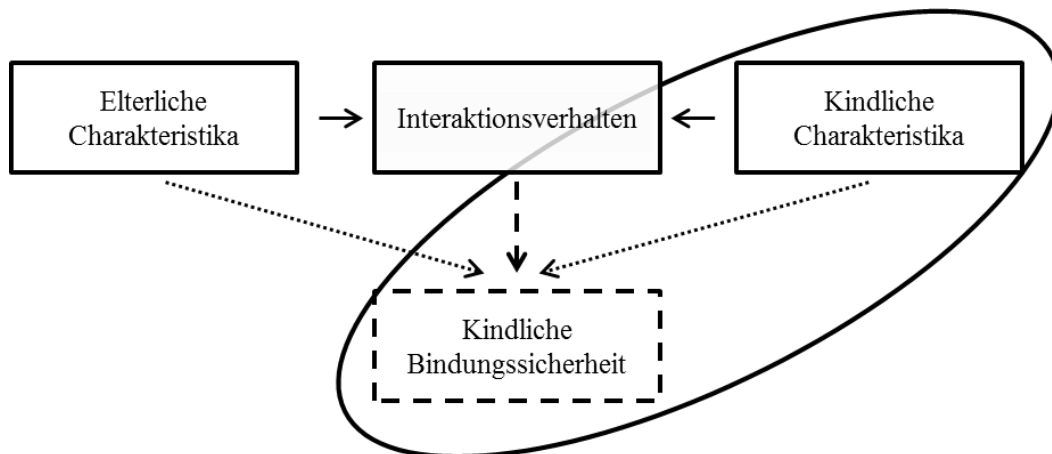 Elterliche
Charakteristika
Interaktionsverhalten
Kindliche
Charakteristika
Kindliche
Bindungssicherheit